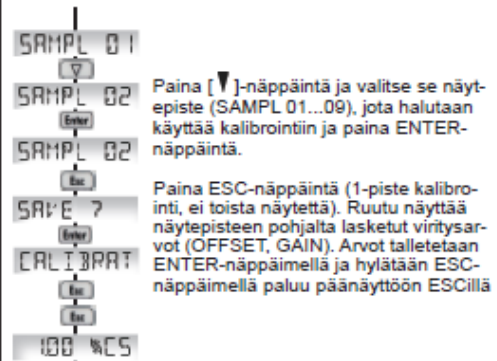 SAMPL 01
SAMPL 02
Enter
SAMPL 02
Esc
SAVE ?
Enter
CALIBRAT
Esc
Esc
1.00 %CS
Paina [▼]-näppäintä ja valitse se näyt-
episte (SAMPL 01...09), jota halutaan
käyttää kalibrointiin ja paina ENTER-
näppäintä.
Paina ESC-näppäintä (1-piste kalibro-
inti, ei toista näytettä). Ruutu näyttää
näytepisteen pohjalta lasketut viritysar-
vot (OFFSET, GAIN). Arvot talletetaan
ENTER-näppäimellä ja hylätään ESC-
näppäimellä paluu päänäyttöön ESCillä